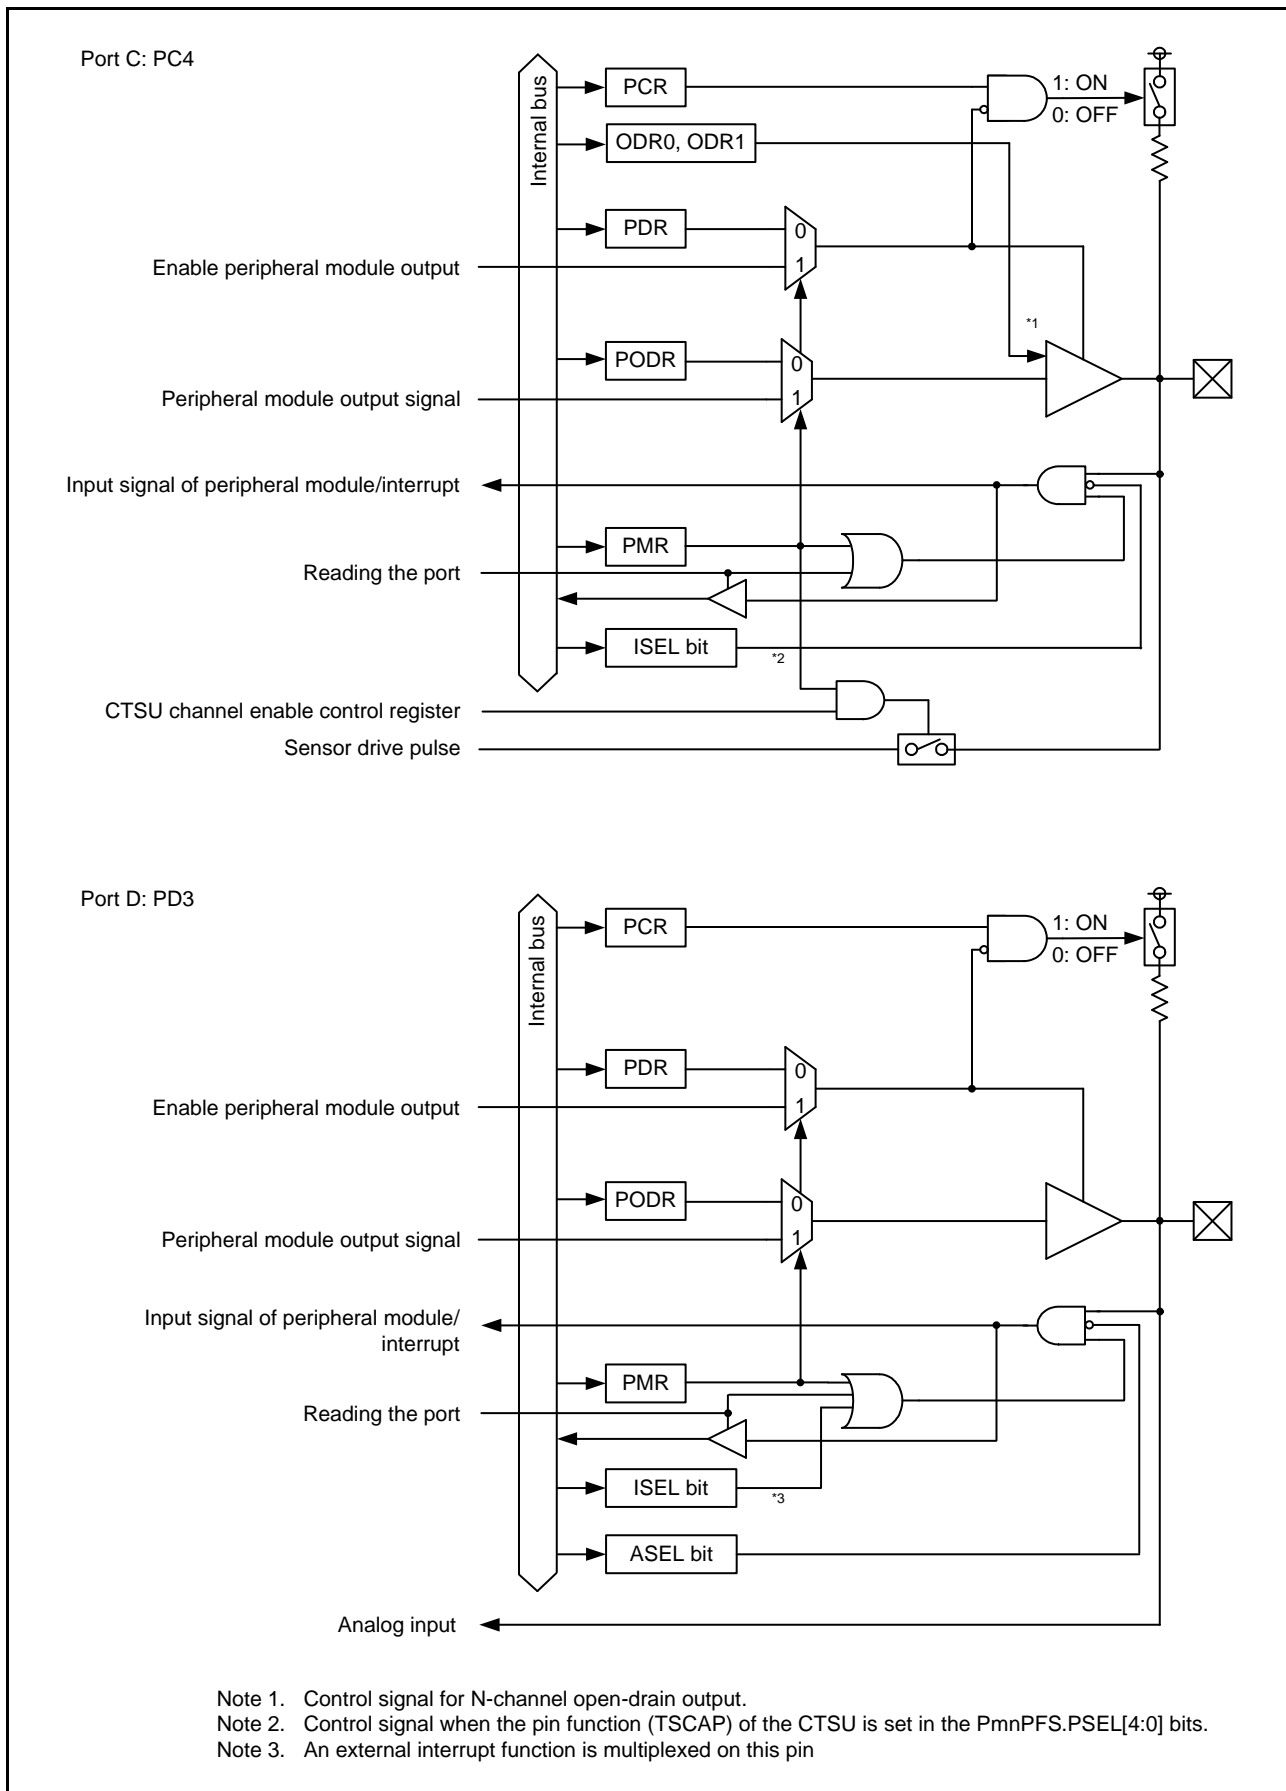 Port C: PC4
Internal bus
PCR
1: ON
0: OFF
ODR0, ODR1
PDR
0
Enable peripheral module output
1
*1
PODR
0
Peripheral module output signal
1
Input signal of peripheral module/interrupt
PMR
Reading the port
ISEL bit
*2
CTSU channel enable control register
Sensor drive pulse
Port D: PD3
Internal bus
PCR
1: ON
0: OFF
PDR
0
Enable peripheral module output
1
PODR
0
Peripheral module output signal
1
Input signal of peripheral module/
interrupt
PMR
Reading the port
ISEL bit
*3
ASEL bit
Analog input
Note 1. Control signal for N-channel open-drain output.
Note 2. Control signal when the pin function (TSCAP) of the CTSU is set in the PmnPFS.PSEL[4:0] bits.
Note 3. An external interrupt function is multiplexed on this pin